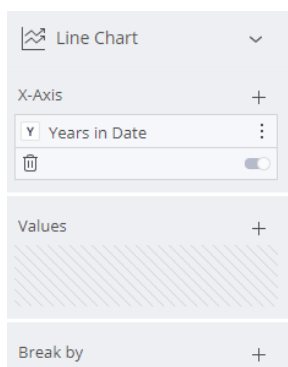 Line Chart
X-Axis
Y Years in Date
Values
Break by